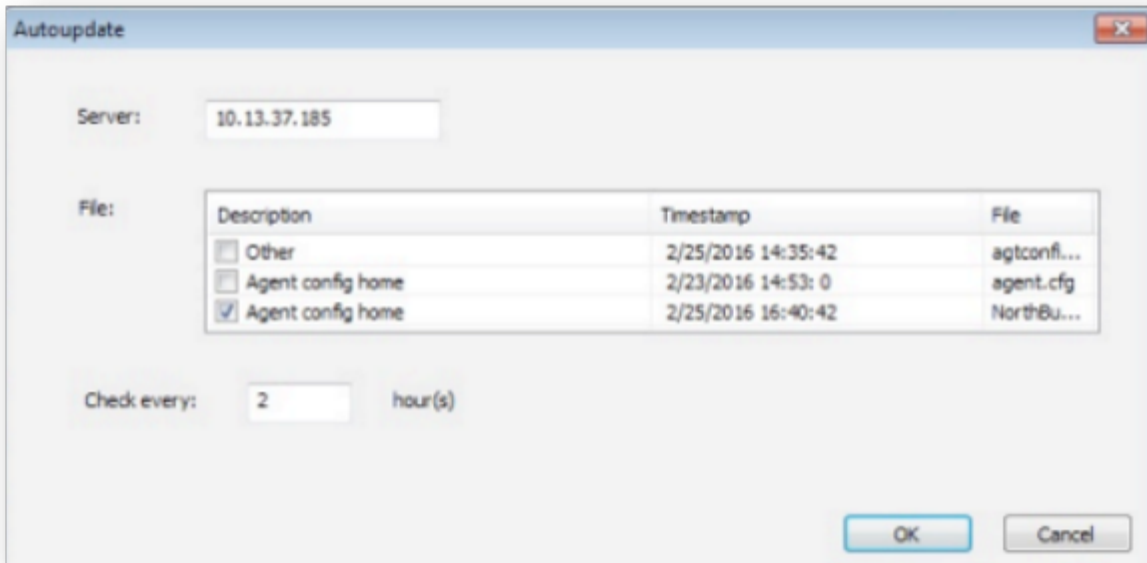 Autoupdate
Server: 10.13.37.185
File: Description Timestamp File
Other 2/25/2016 14:35:42 agtconfi...
Agent config home 2/23/2016 14:53: 0 agent.cfg
Agent config home 2/25/2016 16:40:42 NorthBu...
Check every: 2 hour(s)
OK Cancel